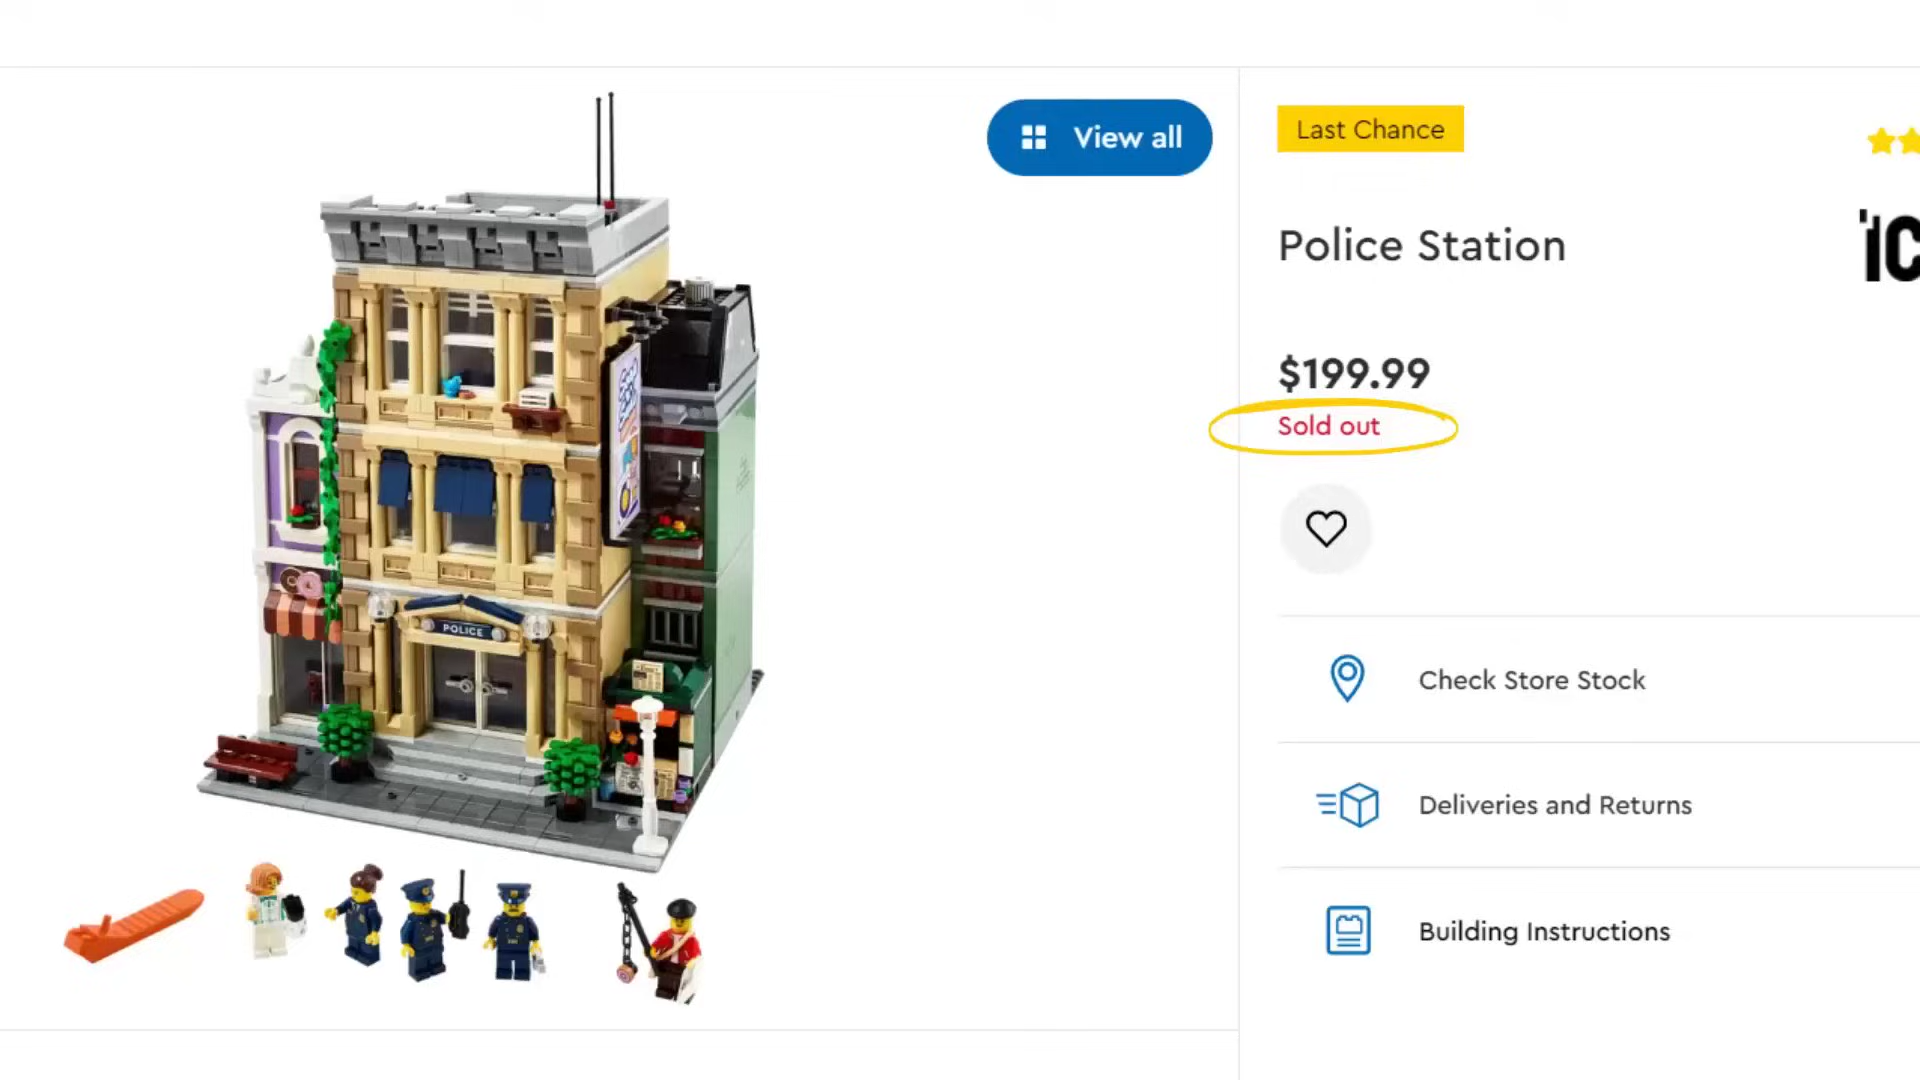 View all
Last Chance
Police Station
$199.99
Sold out
Check Store Stock
Deliveries and Returns
Building Instructions
POLICE